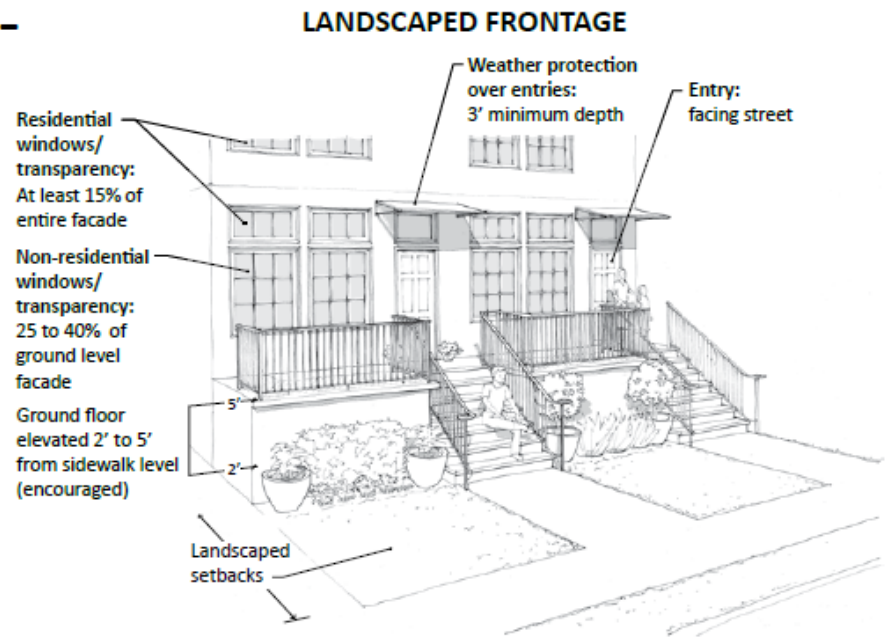 LANDSCAPED FRONTAGE
Weather protection
over entries:
3' minimum depth
Entry:
facing street
Residential
windows/
transparency:
At least 15% of
entire facade
Non-residential
windows/
transparency:
25 to 40% of
ground level
facade
Ground floor
elevated 2' to 5'
from sidewalk level
(encouraged)
5'
2'
Landscaped
setbacks